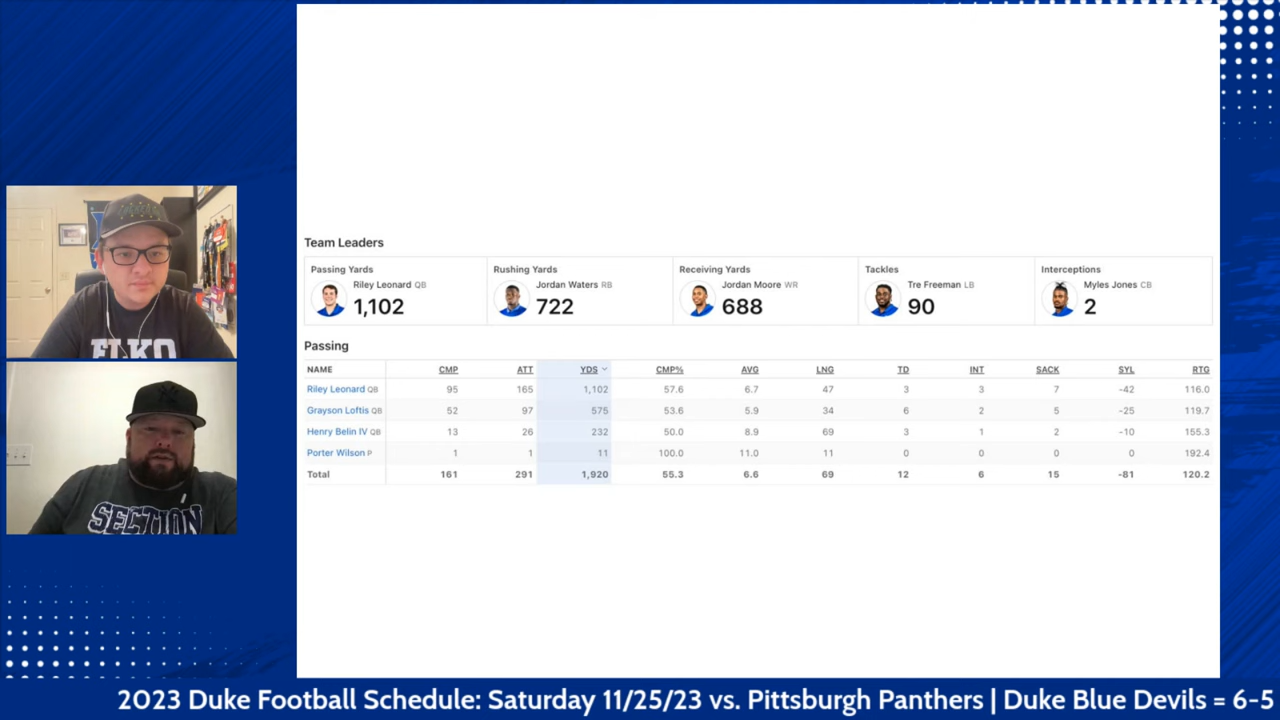 Team Leaders
Passing Yards Rushing Yards Receiving Yards Tackles Interceptions
Riley Leonard QB Jordan Waters RB Jordan Moore WR Tre Freeman LB Myles Jones CB
1,102 722 688 90 2
Passing
NAME CMP ATT YDS CMP% AVG LNG TD INT SACK SYL RTG
Riley Leonard QB 95 165 1,102 57.6 6.7 47 3 3 7 -42 116.0
Grayson Loftis QB 52 97 575 53.6 5.9 34 6 2 5 -25 119.7
Henry Belin IV QB 13 26 232 50.0 8.9 69 3 1 2 -10 155.3
Porter Wilson P 1 1 11 100.0 11.0 11 0 0 0 0 192.4
Total 161 291 1,920 55.3 6.6 69 12 6 15 -81 120.2
ELKO
SECTION
2023 Duke Football Schedule: Saturday 11/25/23 vs. Pittsburgh Panthers | Duke Blue Devils = 6-5